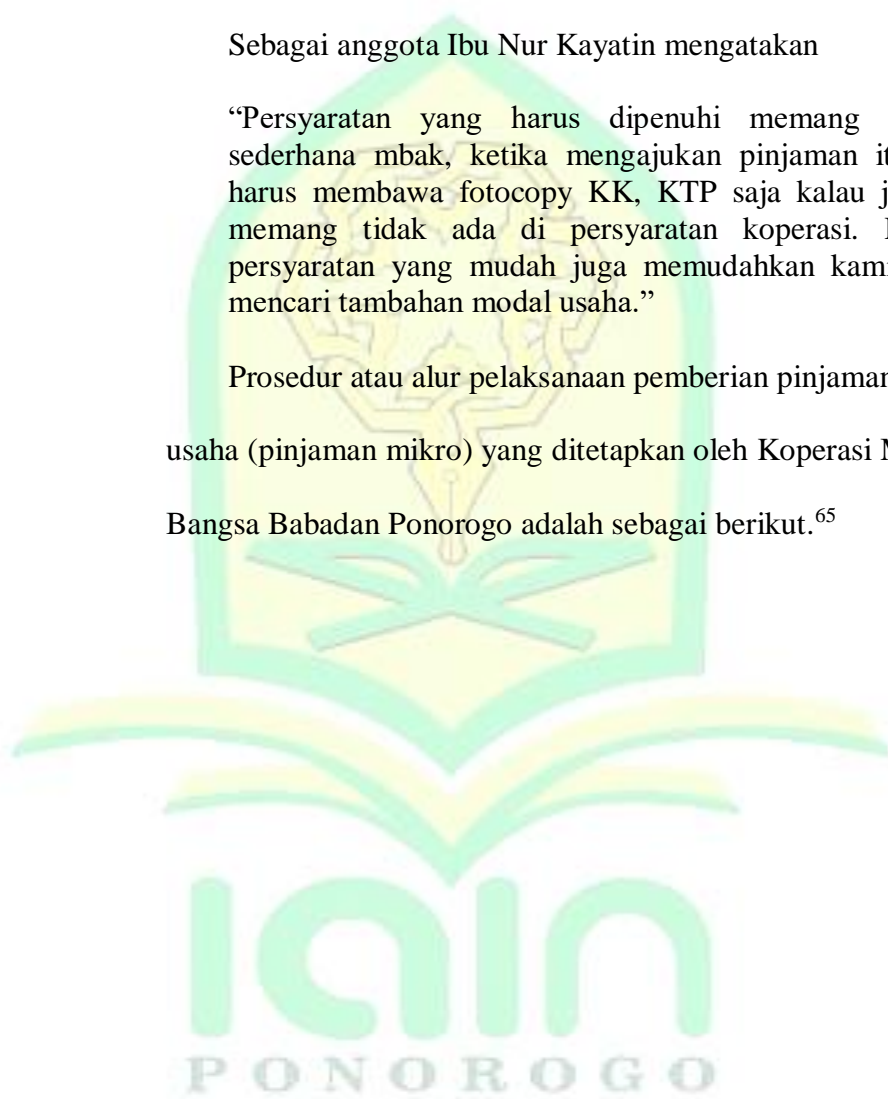 Sebagai anggota Ibu Nur Kayatin mengatakan
“Persyaratan yang harus dipenuhi memang
sederhana mbak, ketika mengajukan pinjaman
harus membawa fotocopy KK, KTP saja kalau
memang tidak ada di persyaratan koperasi.
persyaratan yang mudah juga memudahkan kami
mencari tambahan modal usaha.”
Prosedur atau alur pelaksanaan pemberian pinjaman
usaha (pinjaman mikro) yang ditetapkan oleh Koperasi
Bangsa Babadan Ponorogo adalah sebagai berikut.65
iain
PONOROGO